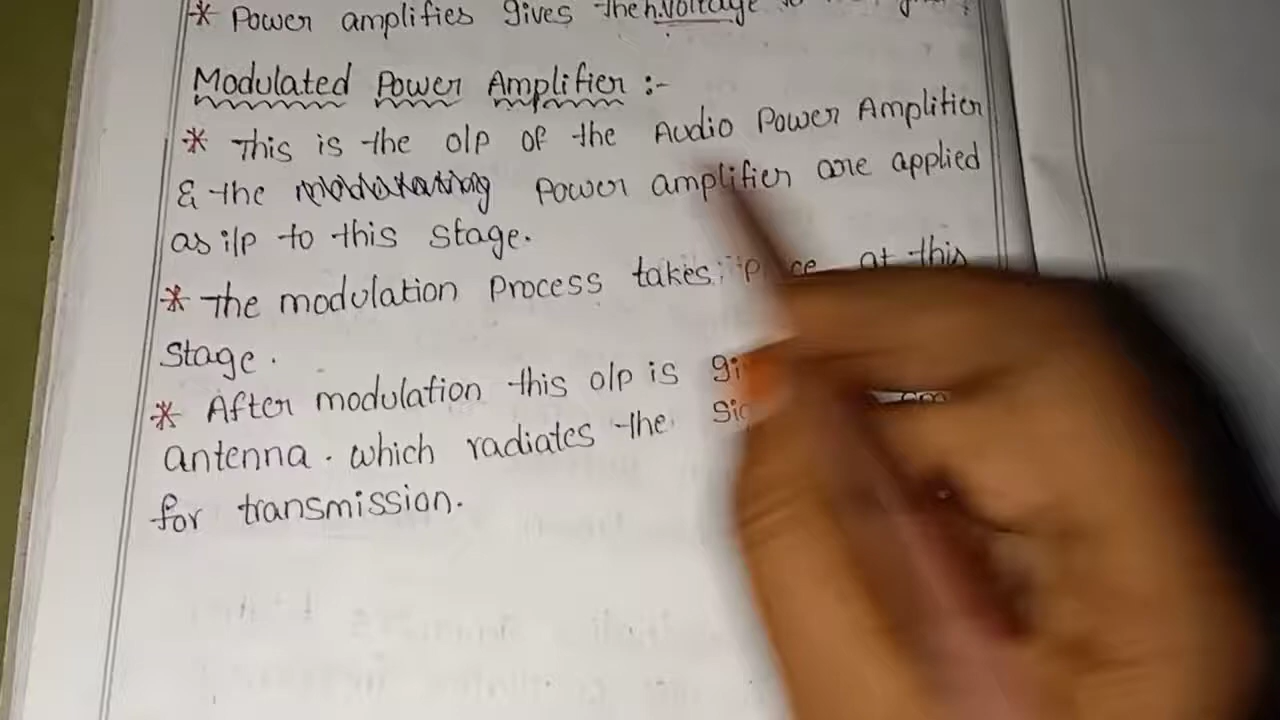 * Power amplifies gives the h.voltage
Modulated Power Amplifier :-
* This is the o/p of the Audio Power Amplifier
& the modulating power amplifier are applied
as i/p to this stage.
* The modulation Process takes place at this
stage.
* After modulation this o/p is
antenna. which radiates the
for transmission.